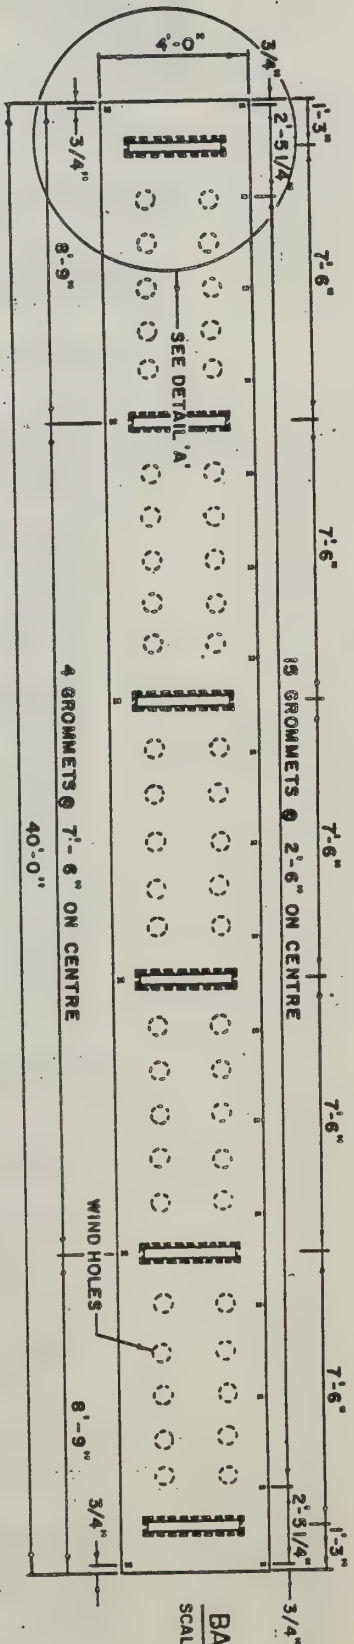 3/4"
1'-3"
2'-5 1/4"
7'-6"
7'-6"
7'-6"
7'-6"
7'-6"
2'-5 1/4"
1'-3"
3/4"
15 GROMMETS @ 2'-6" ON CENTRE
4'-0"
SEE DETAIL 'A'
WIND HOLES
3/4"
8'-9"
4 GROMMETS @ 7'-6" ON CENTRE
8'-9"
3/4"
40'-0"
BA
SCAL